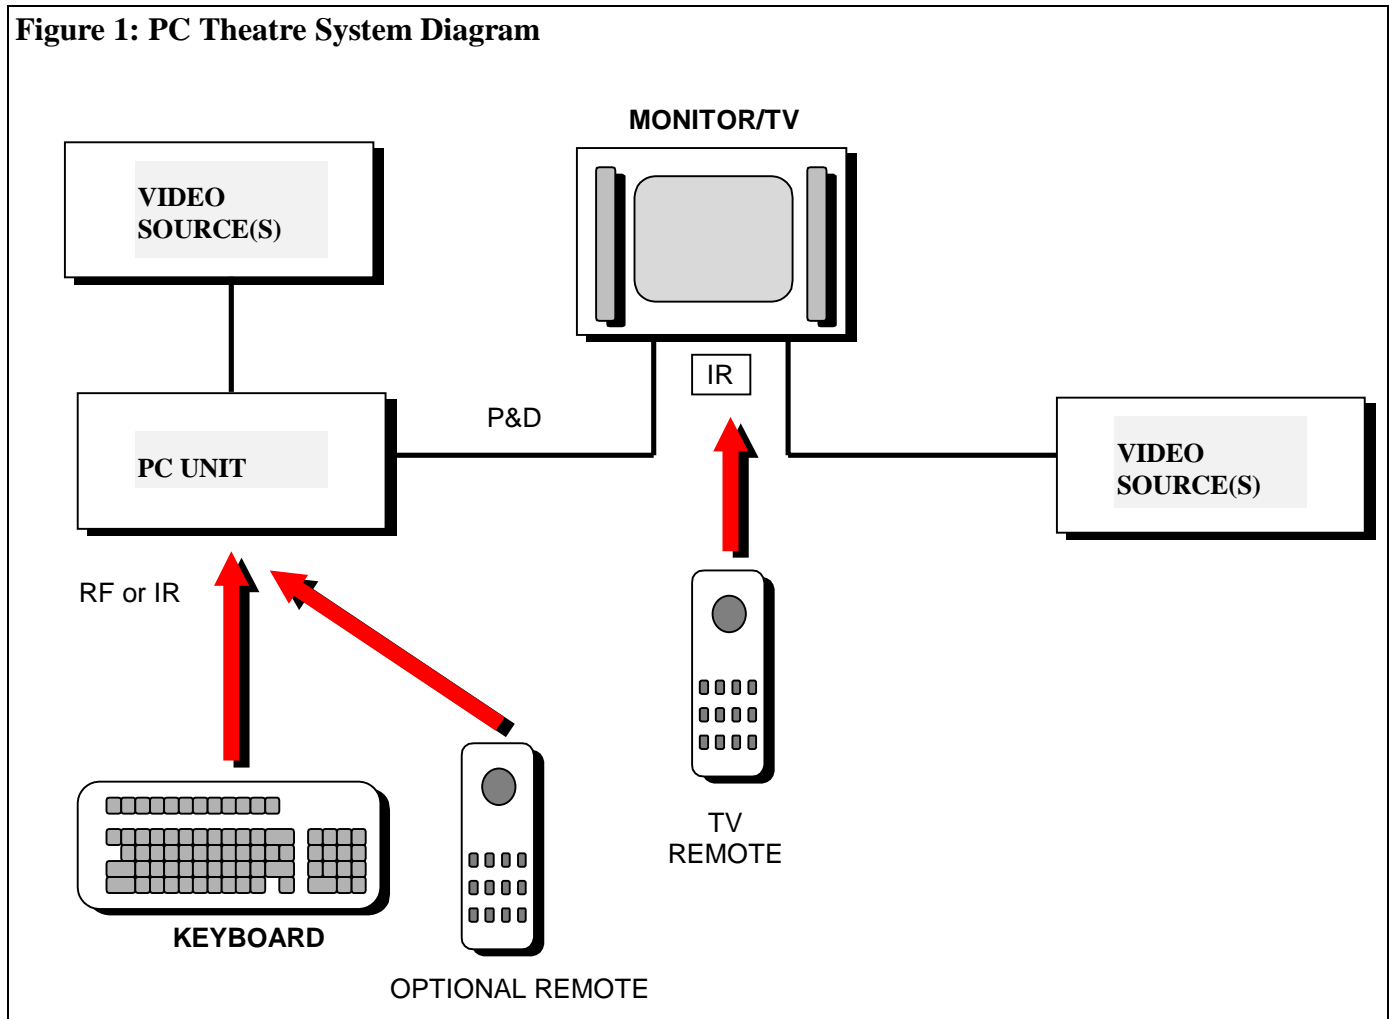 Figure 1: PC Theatre System Diagram
MONITOR/TV
VIDEO
SOURCE(S)
IR
P&D
PC UNIT
VIDEO
SOURCE(S)
RF or IR
TV
REMOTE
KEYBOARD
OPTIONAL REMOTE